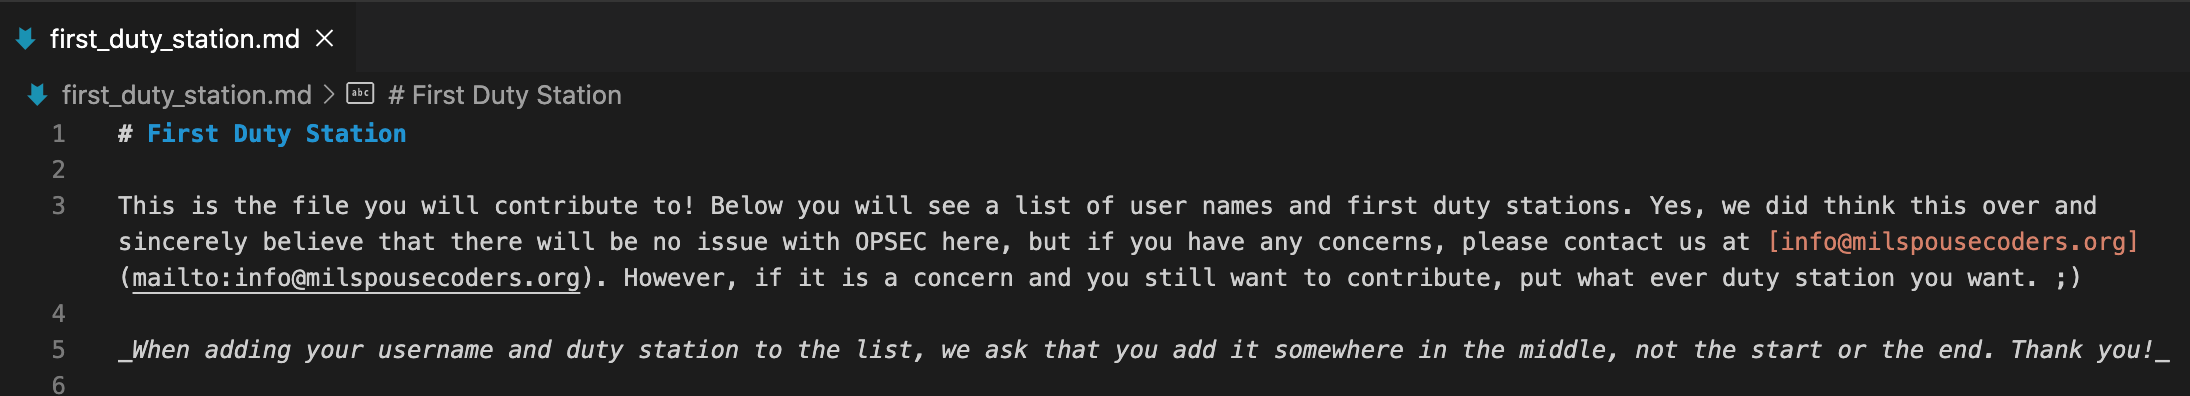 first_duty_station.md
first_duty_station.md > abc # First Duty Station
1 # First Duty Station
2
3 This is the file you will contribute to! Below you will see a list of user names and first duty stations. Yes, we did think this over and
sincerely believe that there will be no issue with OPSEC here, but if you have any concerns, please contact us at [info@milspousecoders.org]
(mailto:info@milspousecoders.org). However, if it is a concern and you still want to contribute, put what ever duty station you want. ;)
4
5 _When adding your username and duty station to the list, we ask that you add it somewhere in the middle, not the start or the end. Thank you!_
6